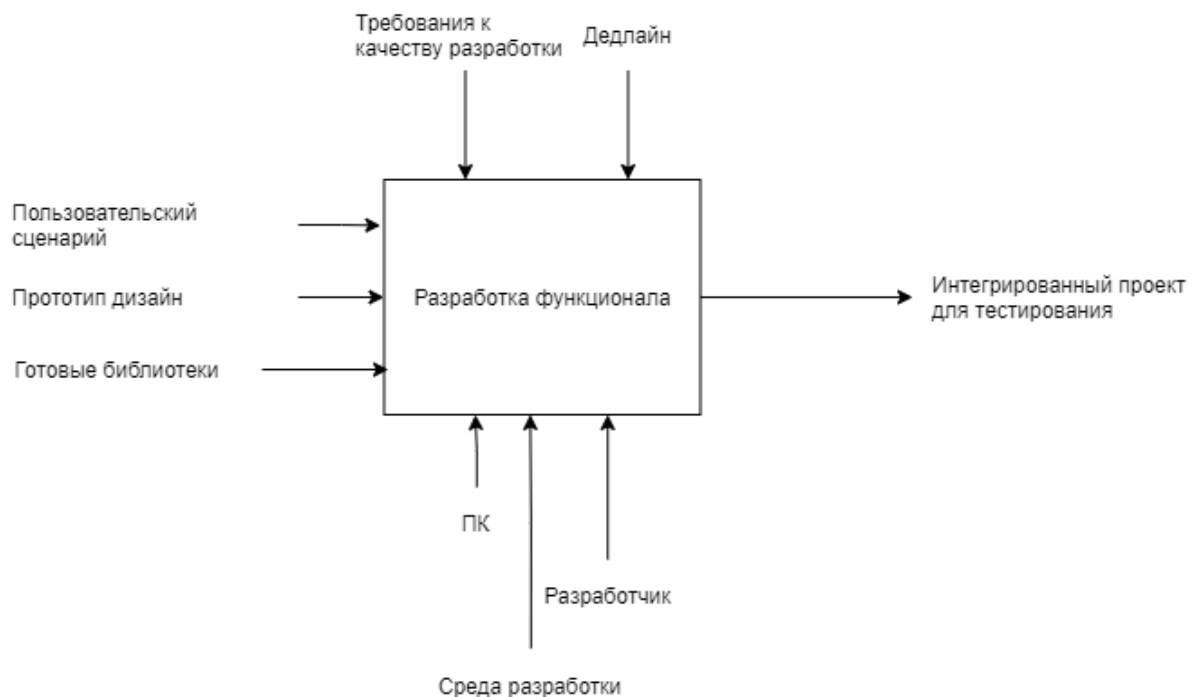 Требования к
качеству разработки
Дедлайн
Пользовательский
сценарий
Прототип дизайн
Готовые библиотеки
Разработка функционала
Интегрированный проект
для тестирования
ПК
Разработчик
Среда разработки